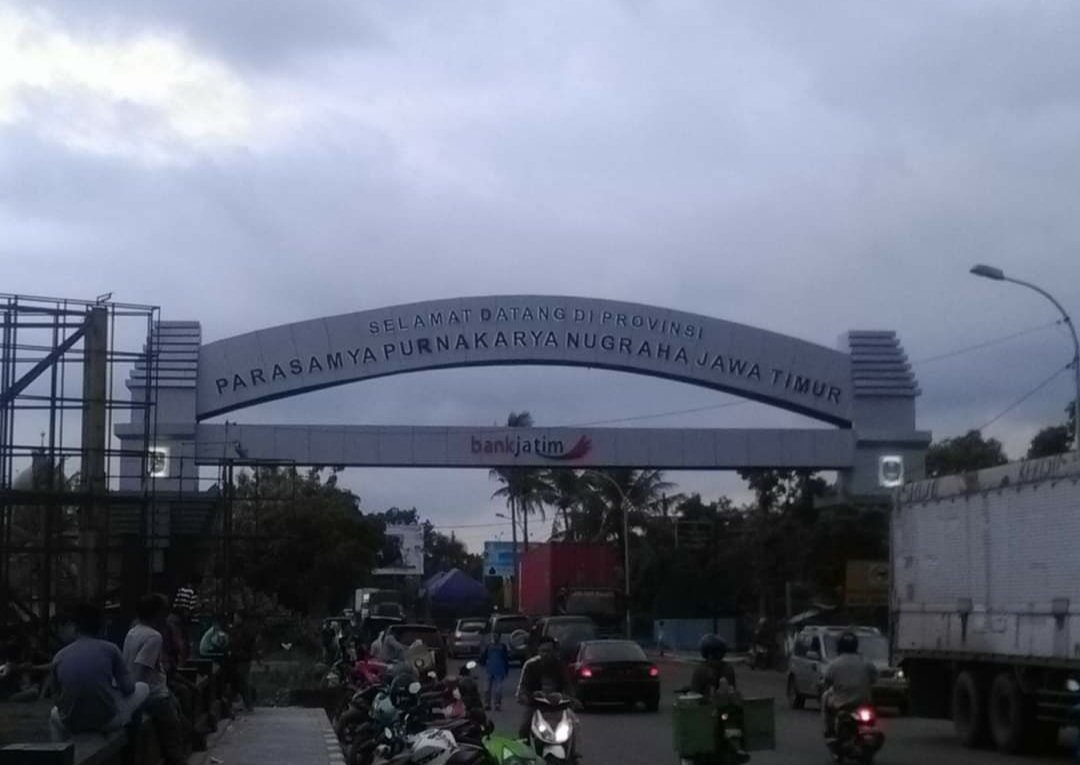 SELAMAT DATANG DI PROVINSI
PARASAMYA PURNAKARYA NUGRAHA JAWA TIMUR
bankjatim